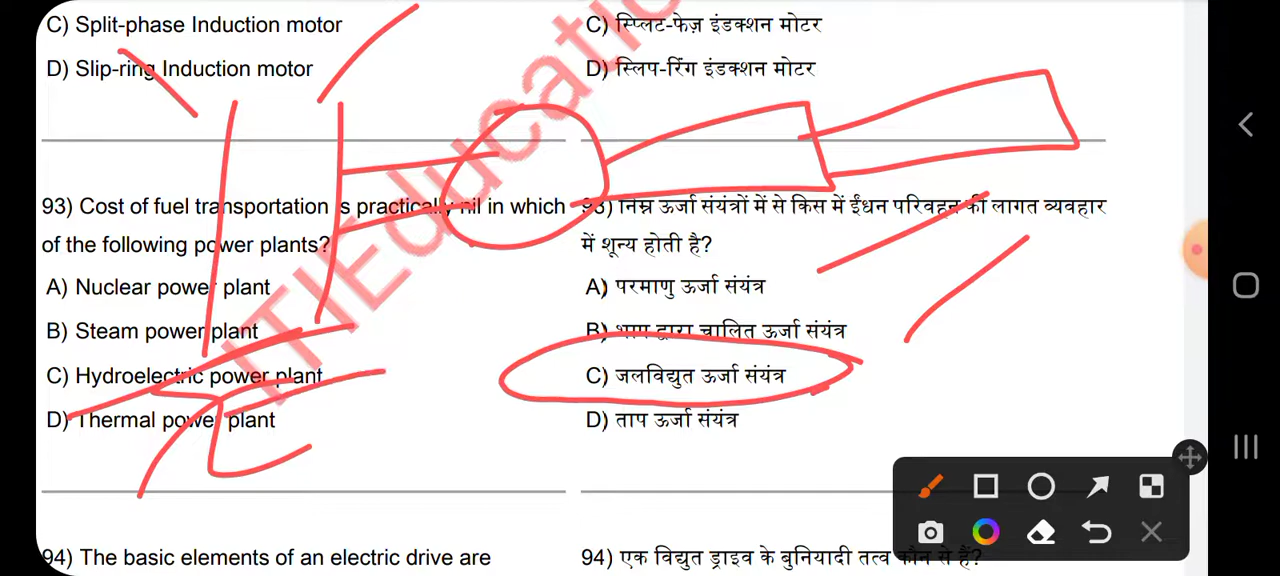 C) Split-phase Induction motor
D) Slip-ring Induction motor
93) Cost of fuel transportation is practically nil in which
of the following power plants?
A) Nuclear power plant
B) Steam power plant
C) Hydroelectric power plant
D) Thermal power plant
94) The basic elements of an electric drive are
C) स्प्लिट-फेज़ इंडक्शन मोटर
D) स्लिप-रिंग इंडक्शन मोटर
93) निम्न ऊर्जा संयंत्रों में से किस में ईंधन परिवहन की लागत व्यवहार
में शून्य होती है?
A) परमाणु ऊर्जा संयंत्र
B) भाप द्वारा चालित ऊर्जा संयंत्र
C) जलविद्युत ऊर्जा संयंत्र
D) ताप ऊर्जा संयंत्र
94) एक विद्युत ड्राइव के बुनियादी तत्व कौन से हैं?
ITIEducati